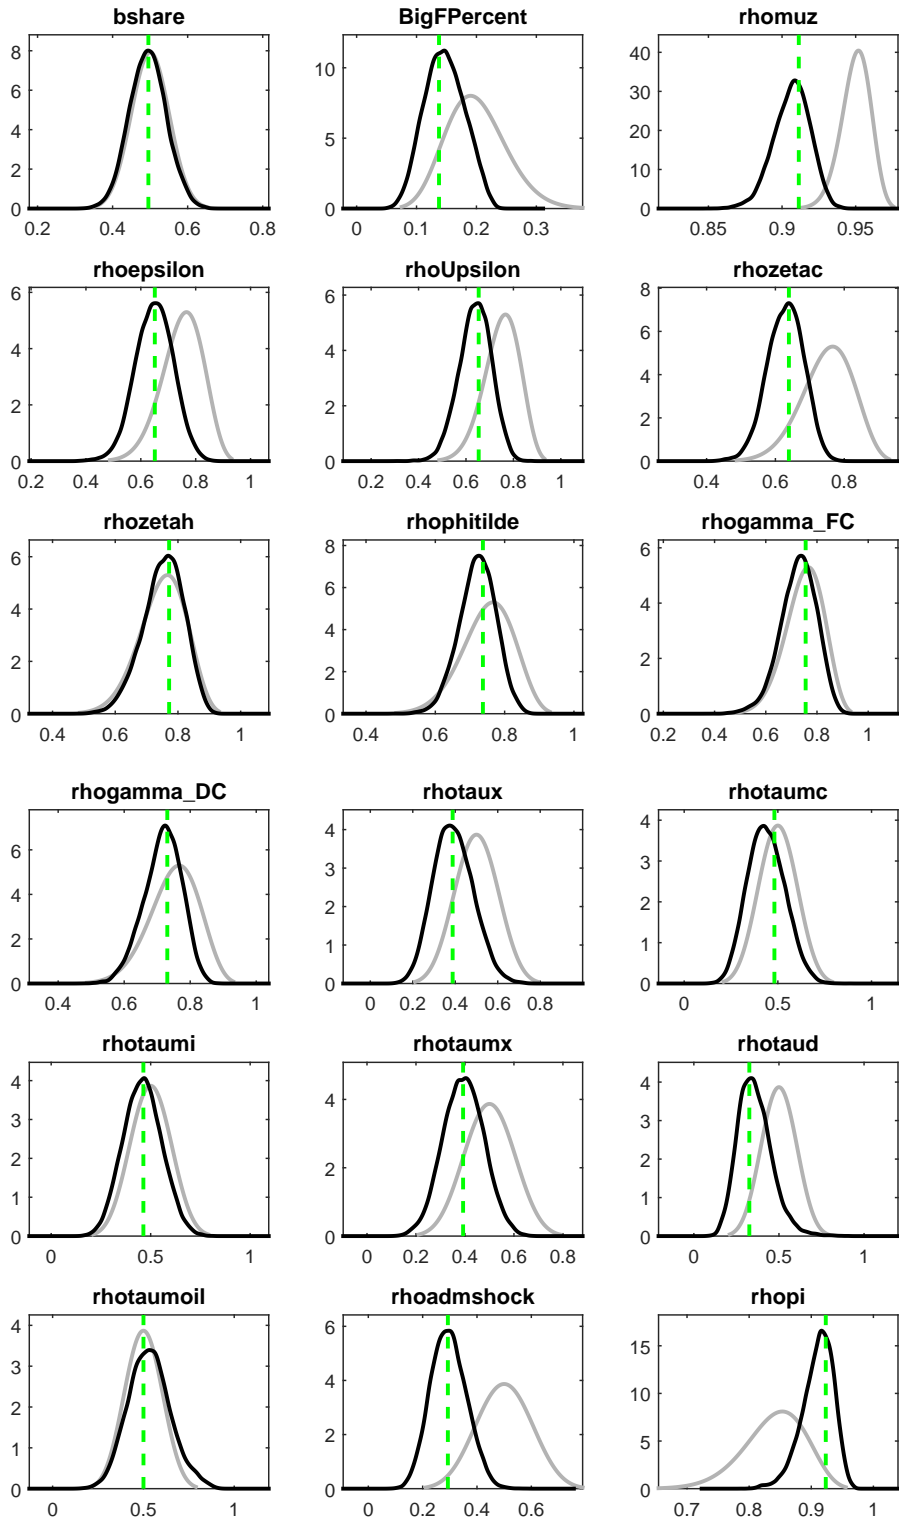 bshare BigFPercent rhomuz
8 6 4 2 0
0.2 0.4 0.6 0.8
10 5 0
0 0.1 0.2 0.3
40 30 20 10 0
0.85 0.9 0.95
rhoepsilon rhoUpsilon rhozetac
6 4 2 0
0.2 0.4 0.6 0.8 1
6 4 2 0
0.2 0.4 0.6 0.8 1
8 6 4 2 0
0.4 0.6 0.8
rhozetah rhophitilde rhogamma_FC
6 4 2 0
0.4 0.6 0.8 1
8 6 4 2 0
0.4 0.6 0.8 1
6 4 2 0
0.2 0.4 0.6 0.8 1
rhogamma_DC rhotaux rhotaumc
6 4 2 0
0.4 0.6 0.8 1
4 3 2 1 0
0 0.2 0.4 0.6 0.8
4 3 2 1 0
0 0.5 1
rhotaumi rhotaumx rhotaud
4 3 2 1 0
0 0.5 1
4 2 0
0 0.2 0.4 0.6 0.8
4 3 2 1 0
0 0.5 1
rhotaumoil rhoadmshock rhopi
4 3 2 1 0
0 0.5 1
6 4 2 0
0 0.2 0.4 0.6
15 10 5 0
0.7 0.8 0.9 1